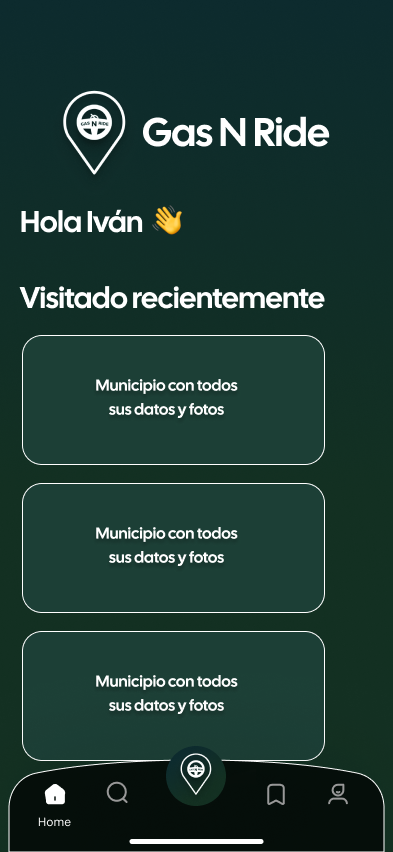 GAS N RIDE
Gas N Ride
Hola Iván 👋
Visitado recientemente
Municipio con todos
sus datos y fotos
Municipio con todos
sus datos y fotos
Municipio con todos
sus datos y fotos
Home